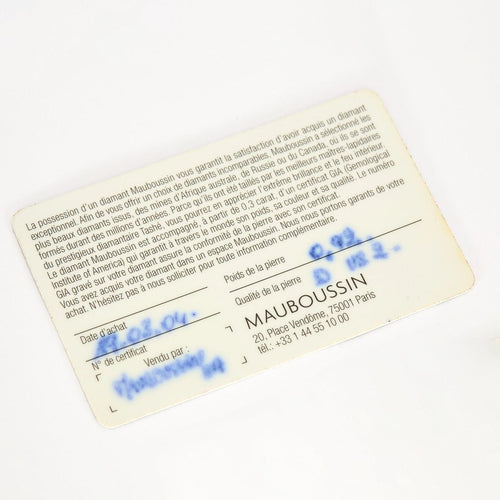 La possession d'un diamant Mauboussin vous garantit la satisfaction d'avoir acquis un diamant
exceptionnel. Afin de vous offrir un choix de diamants incomparables, Mauboussin a sélectionné les
plus beaux diamants issus, des mines d'Afrique australe, de Russie ou du Canada, où ils se sont
formés durant des millions d'années. Parce qu'ils ont été taillés par les meilleurs maîtres-lapidaires
du prestigieux diamantaire Taché, vous pourrez en apprécier l'extrême brillance et le feu intérieur.
Le diamant Mauboussin est accompagné, à partir de 0.3 carat, d'un certificat GIA (Gemological
Institute of America) qui garantit à travers le monde son poids, sa couleur et sa qualité. Le numéro
GIA gravé sur votre diamant assure la conformité de la pierre avec son certificat.
Vous avez acquis votre diamant dans un espace Mauboussin. Nous nous portons garants de votre
achat. N'hésitez pas à nous solliciter pour toute information complémentaire.
Date d'achat
Poids de la pierre
N° de certificat
Qualité de la pierre D
Vendu par :
MAUBOUSSIN
20, Place Vendôme, 75001 Paris
tél.: +33 1 44 55 10 00